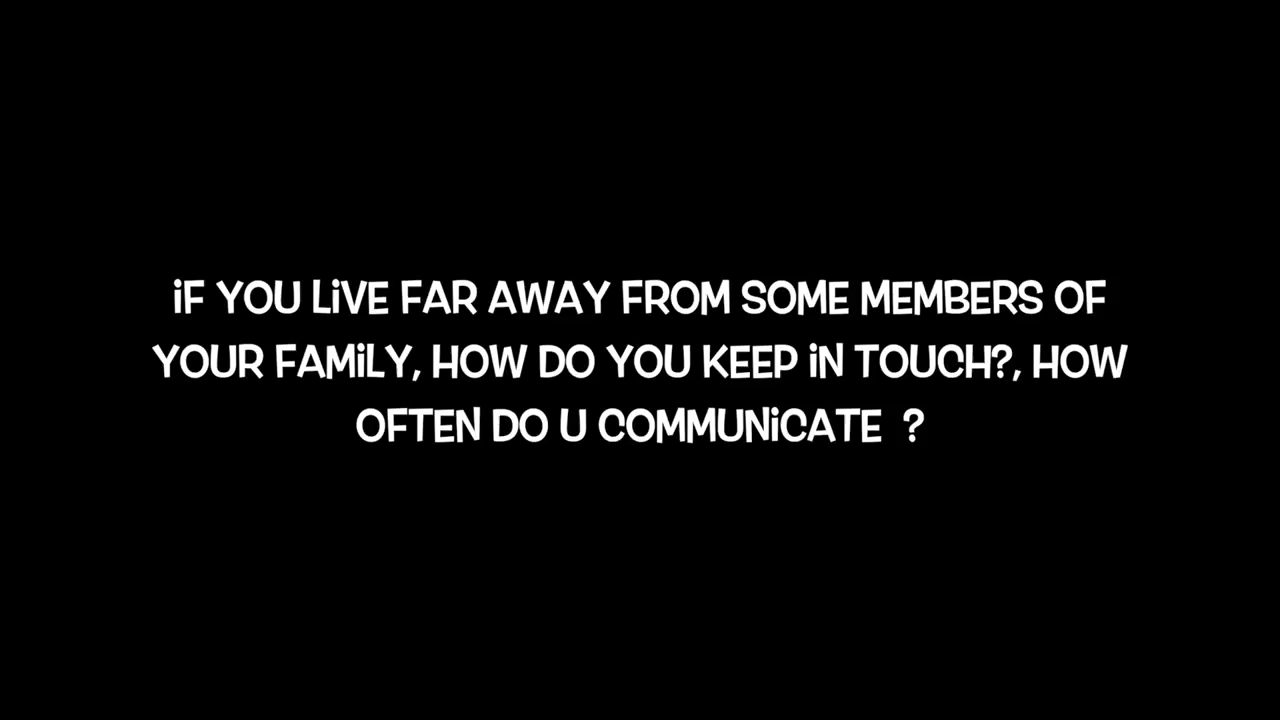 iF YOU LiVE FAR AWAY FROM SOME MEMBERS OF
YOUR FAMiLY, HOW DO YOU KEEP iN TOUCH?, HOW
OFTEN DO U COMMUNiCATE  ?